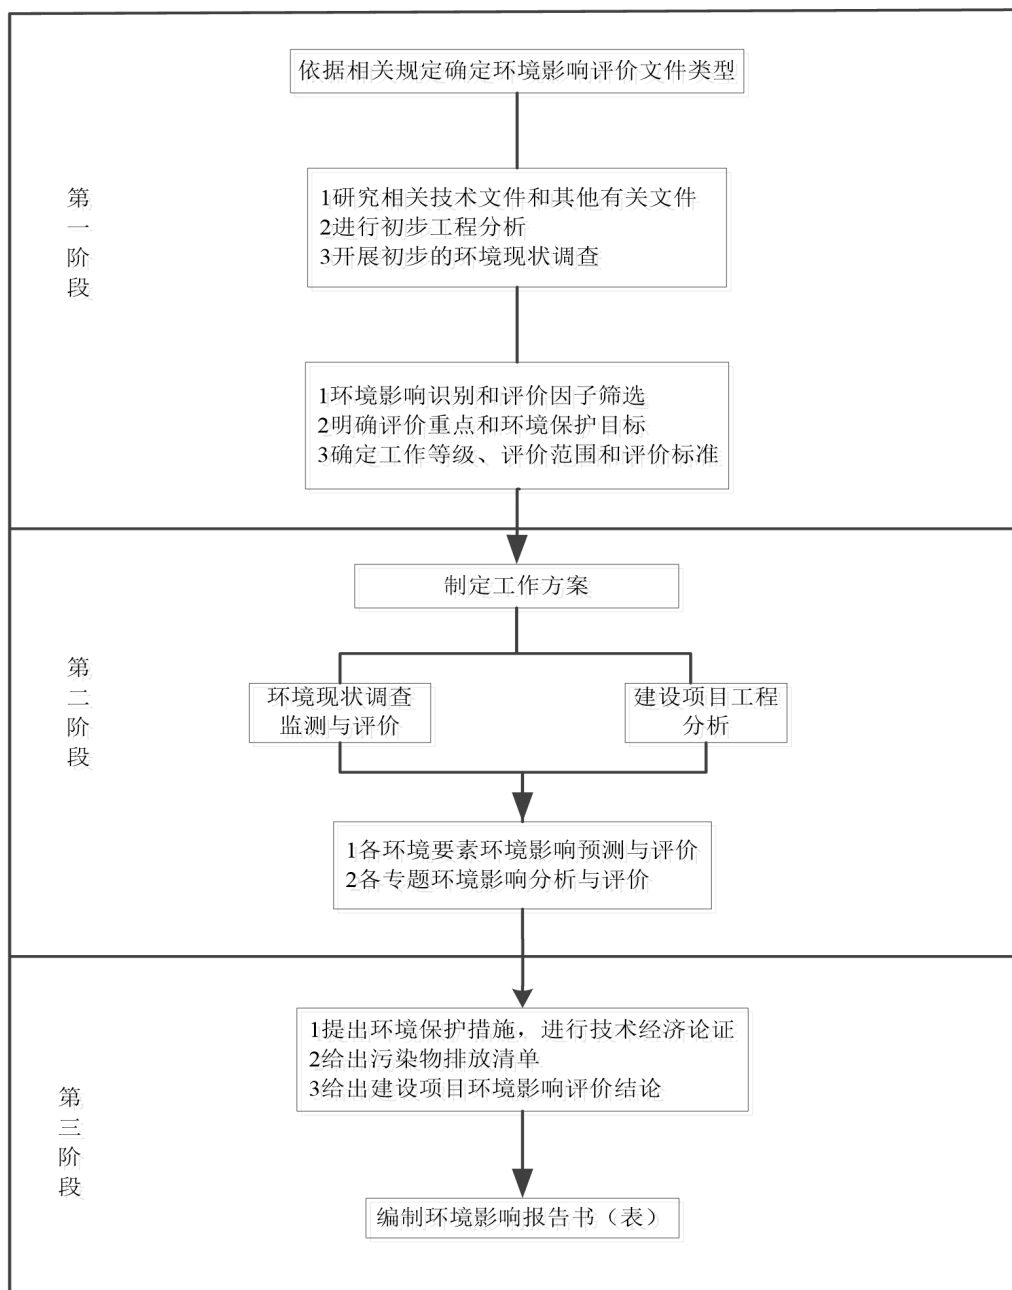 依据相关规定确定环境影响评价文件类型
第一阶段
1研究相关技术文件和其他有关文件
2进行初步工程分析
3开展初步的环境现状调查
1环境影响识别和评价因子筛选
2明确评价重点和环境保护目标
3确定工作等级、评价范围和评价标准
制定工作方案
第二阶段
环境现状调查
监测与评价
建设项目工程
分析
1各环境要素环境影响预测与评价
2各专题环境影响分析与评价
第三阶段
1提出环境保护措施，进行技术经济论证
2给出污染物排放清单
3给出建设项目环境影响评价结论
编制环境影响报告书（表）